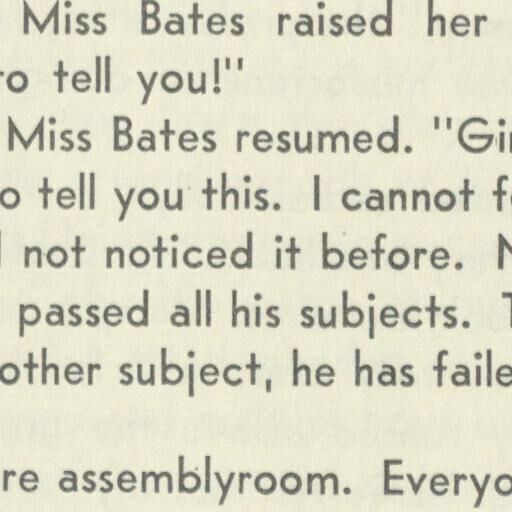 Miss Bates raised her
to tell you!"
Miss Bates resumed. "Gi
o tell you this. I cannot f
not noticed it before.
passed all his subjects.
other subject, he has faile
re assemblyroom. Everyo